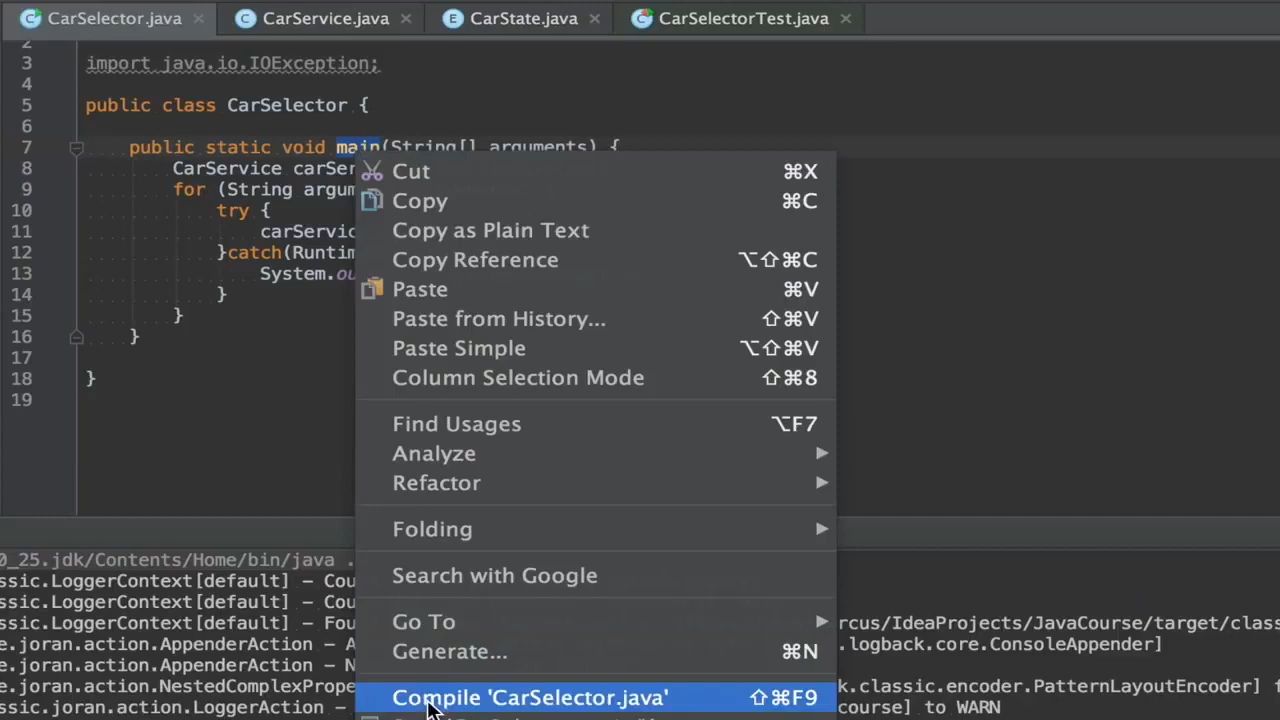 CarSelector.java CarService.java CarState.java CarSelectorTest.java
3 import java.io.IOException;
4
5 public class CarSelector {
6
7 public static void main(String[] arguments) {
8 CarService carSer
9 for (String argum
10 try {
11 carServic
12 }catch(Runtim
13 System.ou
14 }
15 }
16 }
17
18 }
19
Cut ⌘X
Copy ⌘C
Copy as Plain Text
Copy Reference ⌥⇧⌘C
Paste ⌘V
Paste from History... ⇧⌘V
Paste Simple ⌥⇧⌘V
Column Selection Mode ⇧⌘8
Find Usages ⌥F7
Analyze
Refactor
Folding
Search with Google
Go To
Generate... ⌘N
Compile 'CarSelector.java' ⇧⌘F9
0_25.jdk/Contents/Home/bin/java .
ssic.LoggerContext[default] – Cou
ssic.LoggerContext[default] – Cou
ssic.LoggerContext[default] – Fou rcus/IdeaProjects/JavaCourse/target/class
e.joran.action.AppenderAction – A .logback.core.ConsoleAppender]
e.joran.action.AppenderAction – N
e.joran.action.NestedComplexPrope k.classic.encoder.PatternLayoutEncoder] f
ssic.joran.action.LoggerAction – course] to WARN